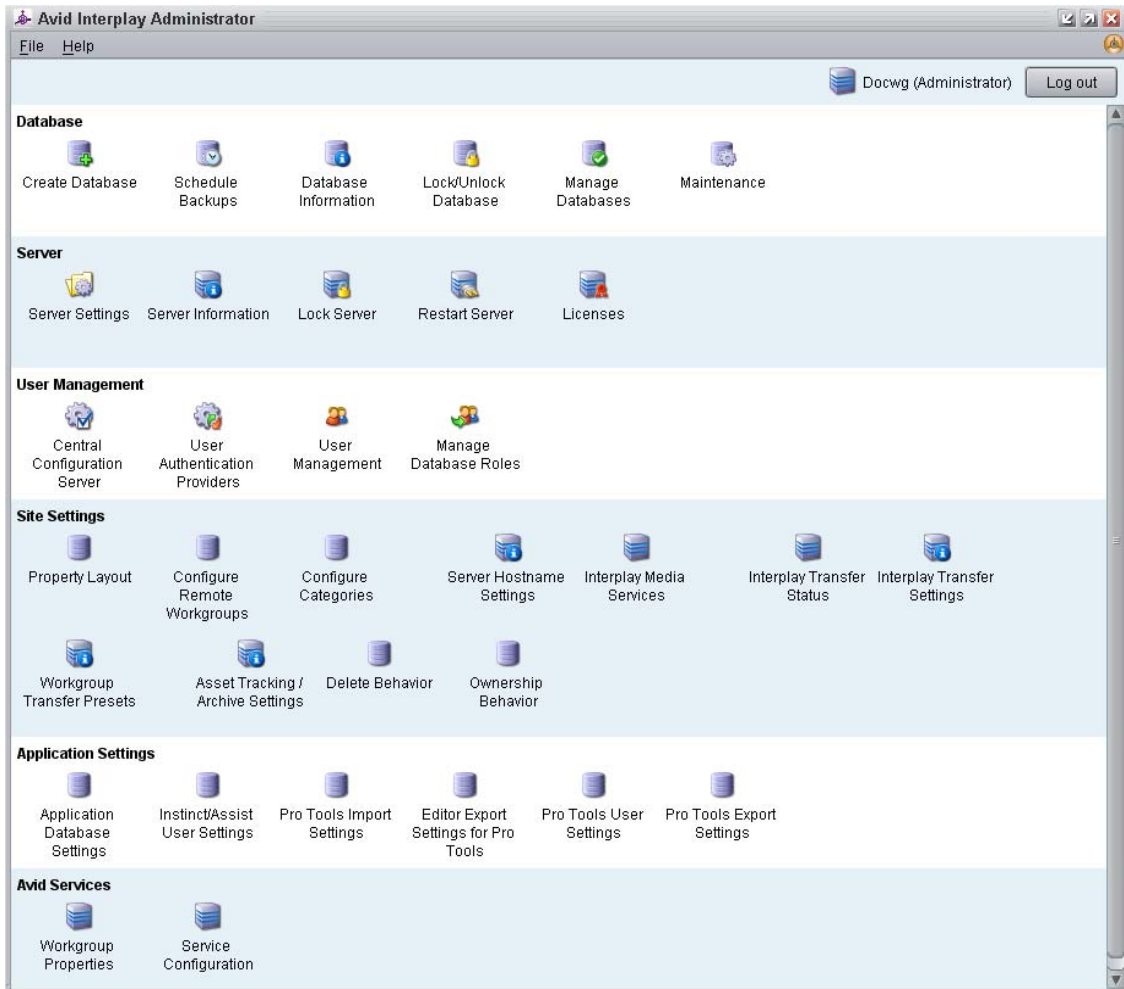 Avid Interplay Administrator
File Help
Docwg (Administrator) Log out
Database
Create Database Schedule Database Lock/Unlock Manage Maintenance
Backups Information Database Databases
Server
Server Settings Server Information Lock Server Restart Server Licenses
User Management
Central User User Manage
Configuration Authentication Management Database Roles
Server Providers
Site Settings
Property Layout Configure Configure Server Hostname Interplay Media Interplay Transfer Interplay Transfer
Remote Categories Settings Services Status Settings
Workgroups
Workgroup Asset Tracking / Delete Behavior Ownership
Transfer Presets Archive Settings Behavior
Application Settings
Application Instinct/Assist Pro Tools Import Editor Export Pro Tools User Pro Tools Export
Database User Settings Settings Settings for Pro Settings Settings
Settings Tools
Avid Services
Workgroup Service
Properties Configuration